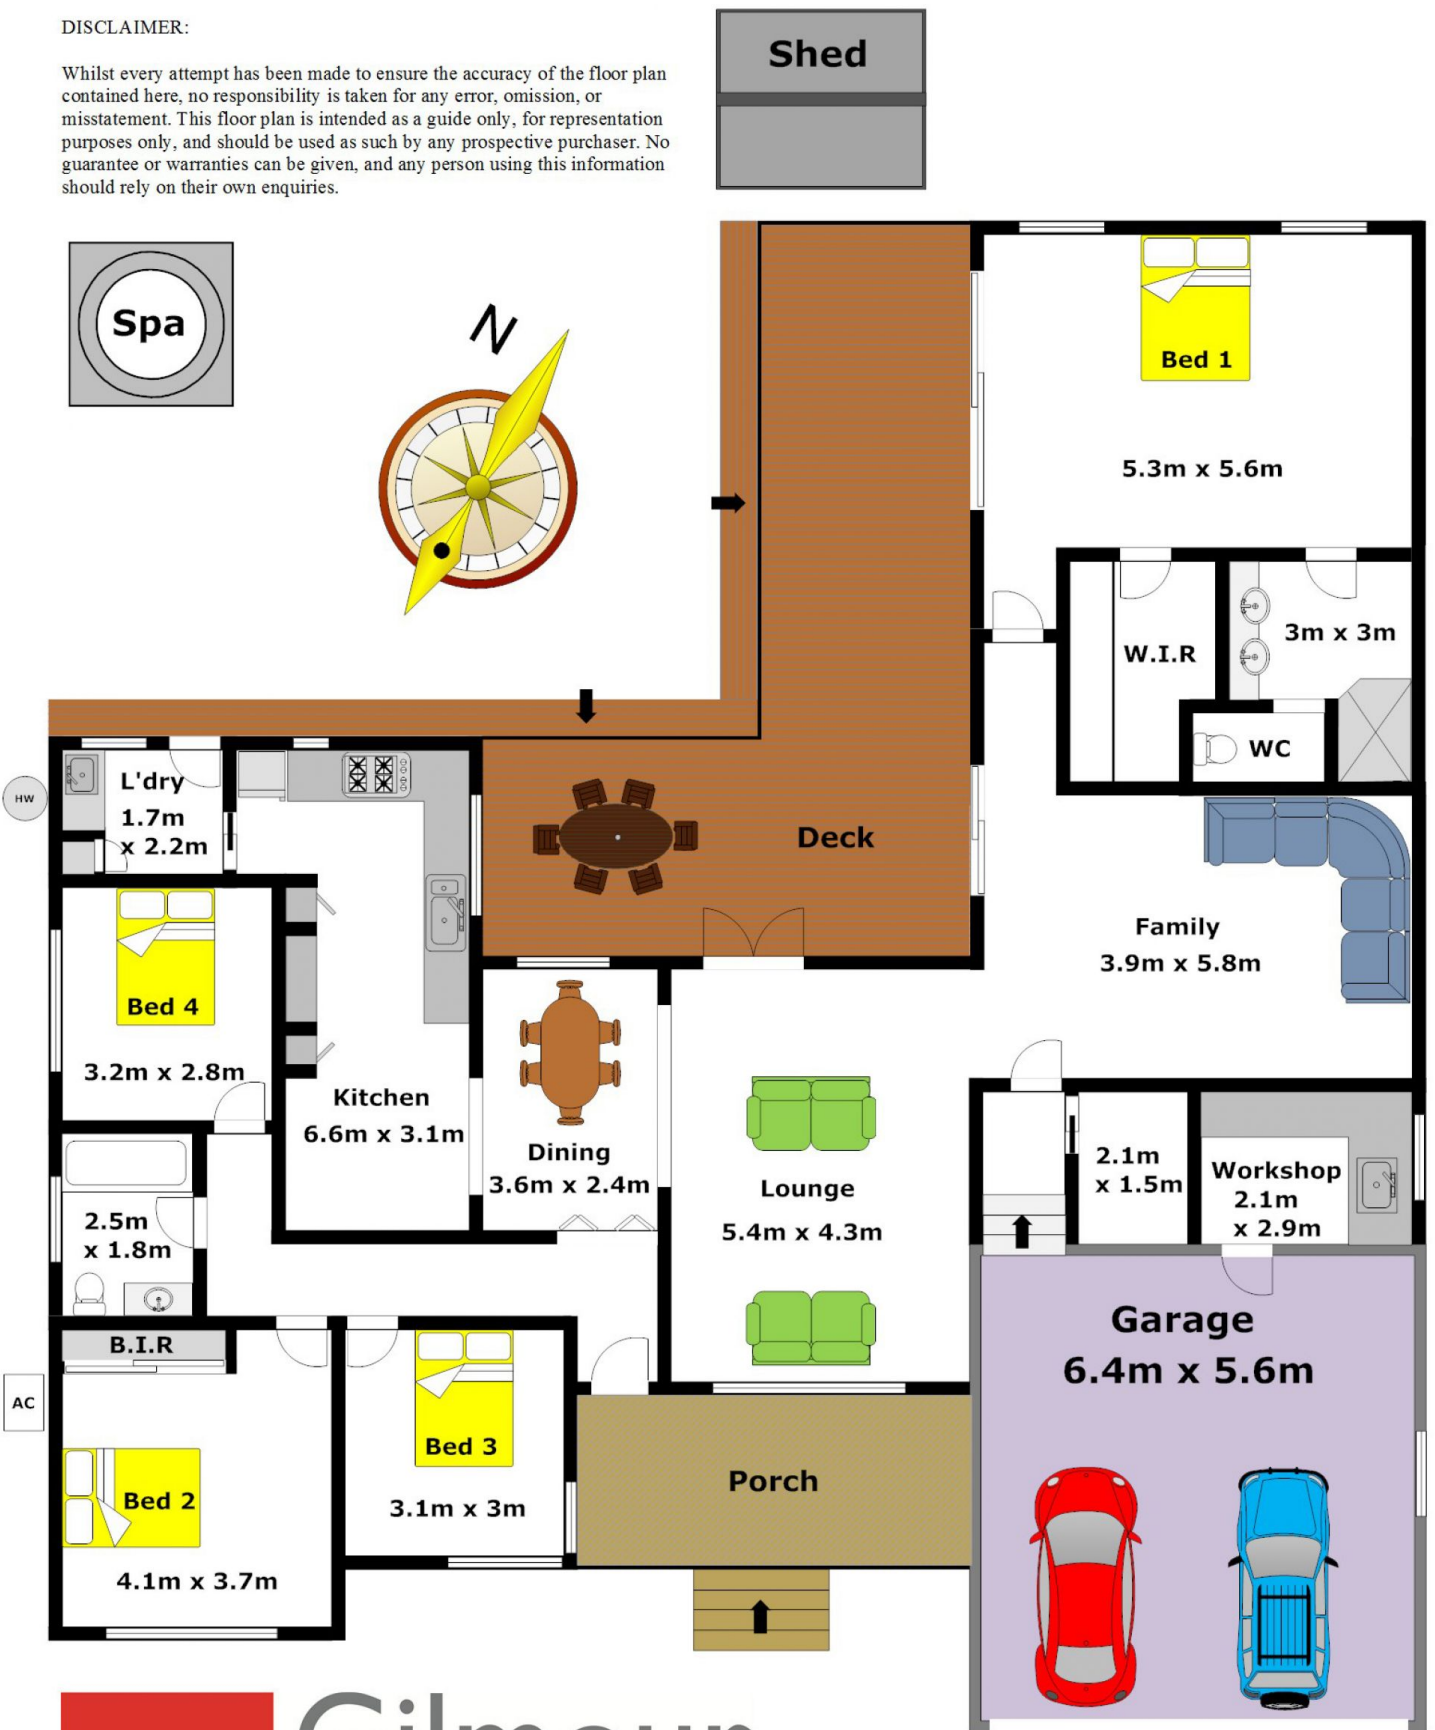 DISCLAIMER:
Whilst every attempt has been made to ensure the accuracy of the floor plan
contained here, no responsibility is taken for any error, omission, or
misstatement. This floor plan is intended as a guide only, for representation
purposes only, and should be used as such by any prospective purchaser. No
guarantee or warranties can be given, and any person using this information
should rely on their own enquiries.
Shed
Spa
N
Bed 1
5.3m x 5.6m
W.I.R
3m x 3m
WC
HW
L'dry
1.7m
x 2.2m
Deck
Family
3.9m x 5.8m
Bed 4
3.2m x 2.8m
Kitchen
6.6m x 3.1m
Dining
3.6m x 2.4m
Lounge
5.4m x 4.3m
2.1m
x 1.5m
Workshop
2.1m
x 2.9m
2.5m
x 1.8m
B.I.R
AC
Bed 2
4.1m x 3.7m
Bed 3
3.1m x 3m
Porch
Garage
6.4m x 5.6m
Gilmour